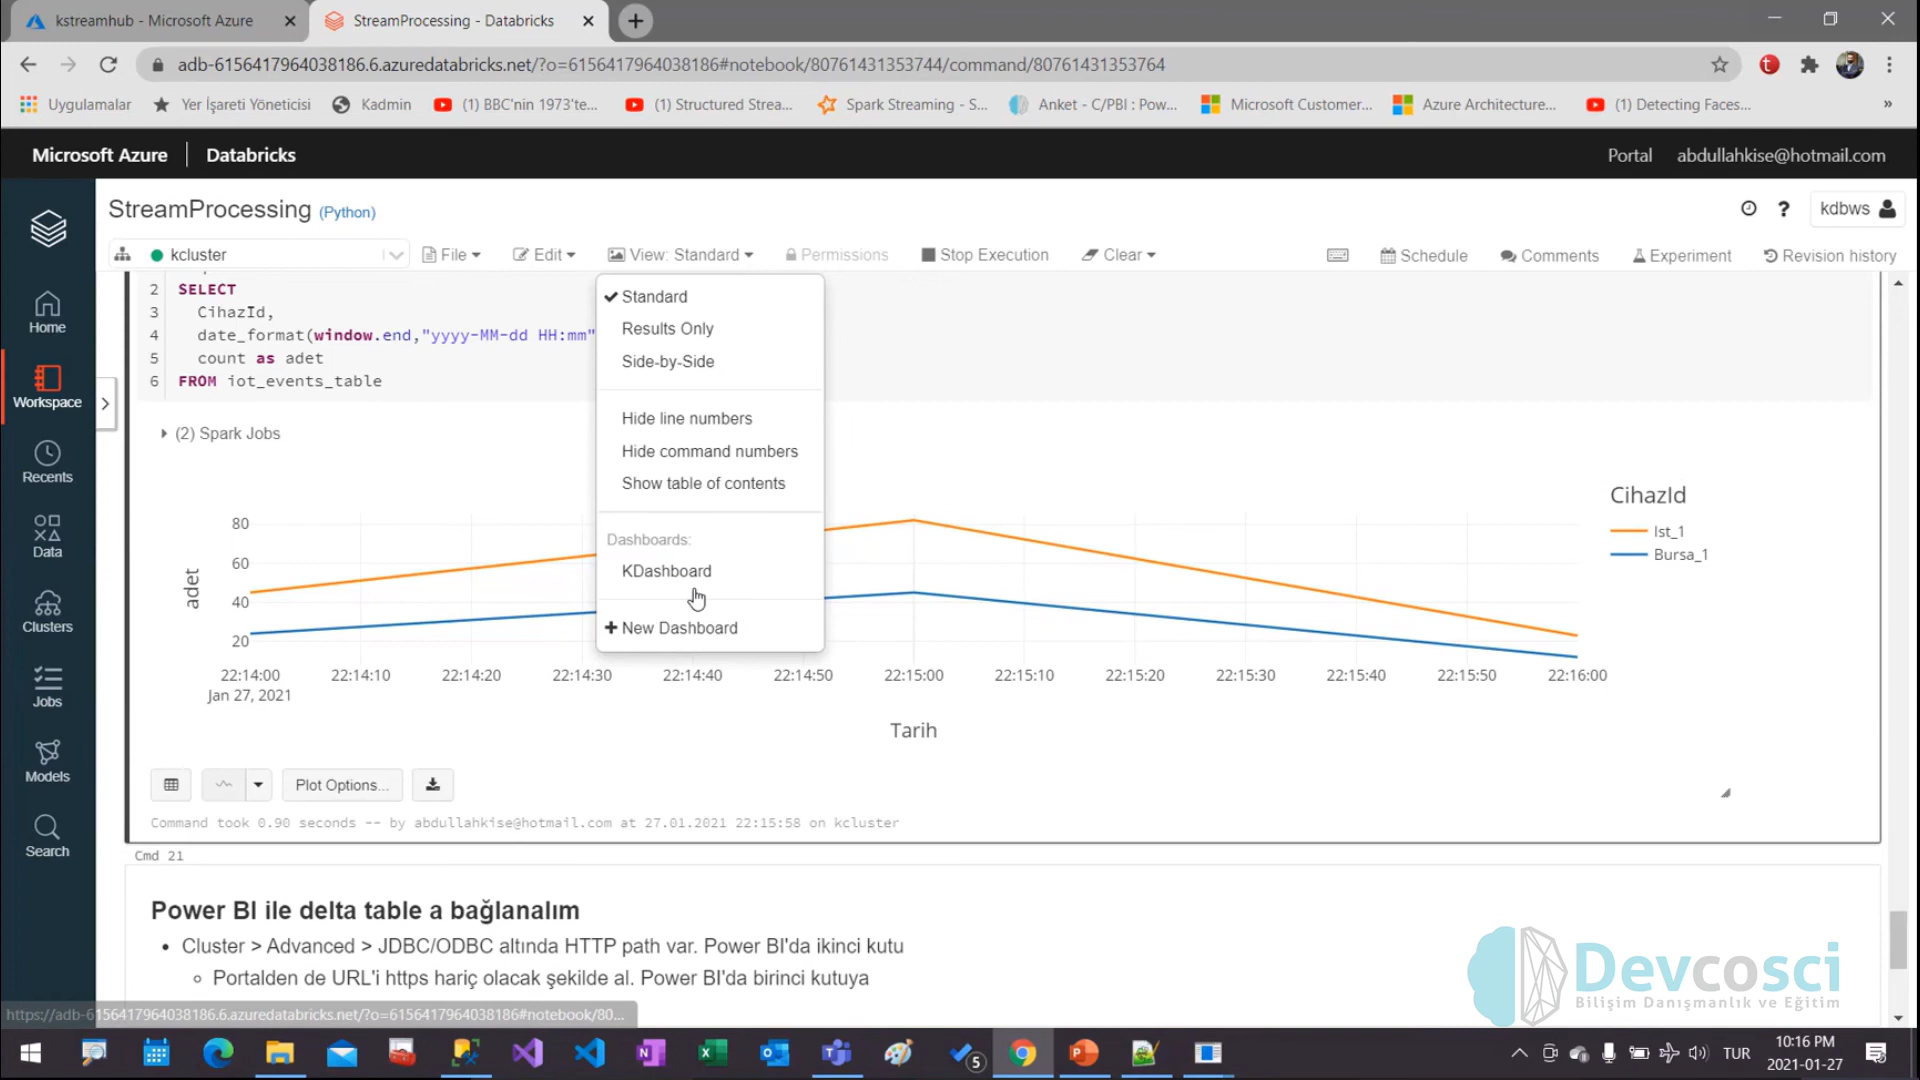 kstreamhub - Microsoft Azure
StreamProcessing - Databricks
adb-6156417964038186.6.azuredatabricks.net/?o=6156417964038186#notebook/80761431353744/command/80761431353764
Uygulamalar
Yer İşareti Yöneticisi
Kadmin
(1) BBC'nin 1973'te...
(1) Structured Strea...
Spark Streaming - S...
Anket - C/PBI : Pow...
Microsoft Customer...
Azure Architecture...
(1) Detecting Faces...
Microsoft Azure
Databricks
Portal
abdullahkise@hotmail.com
StreamProcessing (Python)
kdbws
kcluster
File
Edit
View: Standard
Permissions
Stop Execution
Clear
Schedule
Comments
Experiment
Revision history
Home
Workspace
Recents
Data
Clusters
Jobs
Models
Search
2 SELECT
3 CihazId,
4 date_format(window.end,"yyyy-MM-dd HH:mm"
5 count as adet
6 FROM iot_events_table
Standard
Results Only
Side-by-Side
Hide line numbers
Hide command numbers
Show table of contents
Dashboards:
KDashboard
New Dashboard
(2) Spark Jobs
CihazId
Ist_1
Bursa_1
80
60
40
20
adet
22:14:00 22:14:10 22:14:20 22:14:30 22:14:40 22:14:50 22:15:00 22:15:10 22:15:20 22:15:30 22:15:40 22:15:50 22:16:00
Jan 27, 2021
Tarih
Plot Options...
Command took 0.90 seconds -- by abdullahkise@hotmail.com at 27.01.2021 22:15:58 on kcluster
Cmd 21
Power BI ile delta table a bağlanalım
• Cluster > Advanced > JDBC/ODBC altında HTTP path var. Power BI'da ikinci kutu
Portalden de URL'i https hariç olacak şekilde al. Power BI'da birinci kutuya
Devcosci
Bilişim Danışmanlık ve Eğitim
https://adb-6156417964038186.6.azuredatabricks.net/?o=6156417964038186#notebook/80...
5
TUR
10:16 PM
2021-01-27